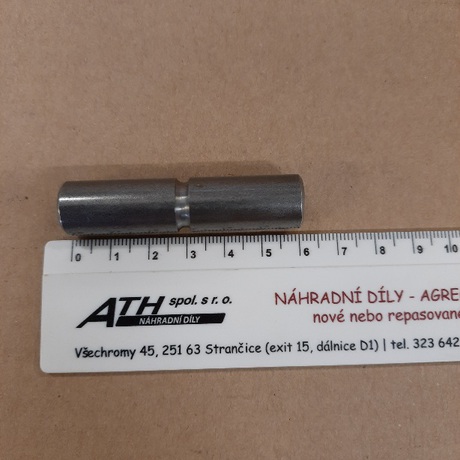 0 1 2 3 4 5 6 7 8 9 10
ATH spol. s r. o.
NÁHRADNÍ DÍLY
NÁHRADNÍ DÍLY - AGRE
nové nebo repasované
Všechromy 45, 251 63 Strančice (exit 15, dálnice D1) | tel. 323 642